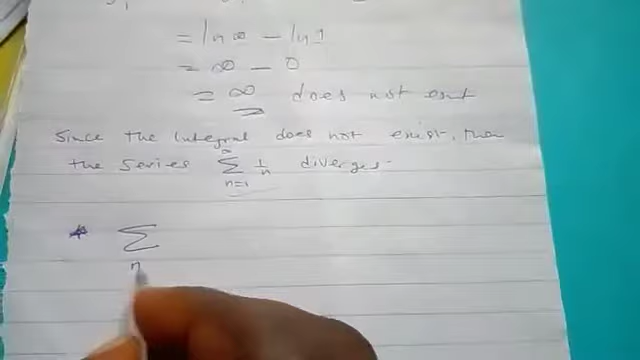 = ln ∞ − ln 1
= ∞ − 0
= ∞ does not exist
Since the integral does not exist, then
the series ∞ Σ n=1 1/n diverges.
* Σ
n